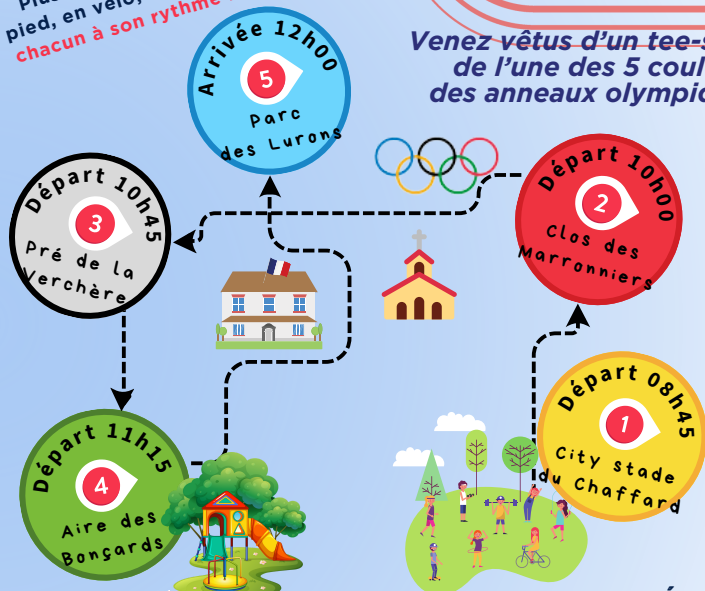 pied, en vélo,
chacun à son rythme
Venez vêtus d'un tee-s
de l'une des 5 coul
des anneaux olympiq
Arrivée 12h00
5
Parc
des Lurons
Départ 10h45
3
Pré de la
Verchère
Départ 10h00
2
Clos des
Marronniers
Départ 11h15
4
Aire des
Bonçards
Départ 08h45
1
City stade
du Chaffard